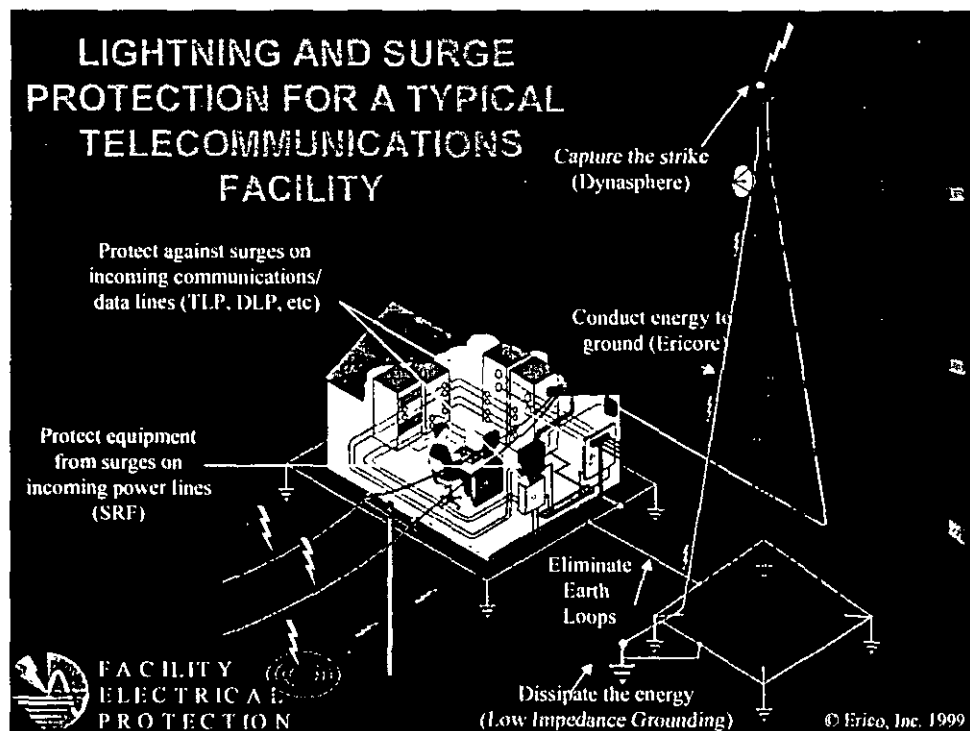 LIGHTNING AND SURGE
PROTECTION FOR A TYPICAL
TELECOMMUNICATIONS
FACILITY
Capture the strike
(Dynasphere)
Protect against surges on
incoming communications/
data lines (TLP, DLP, etc)
Conduct energy to
ground (Ericore)
Protect equipment
from surges on
incoming power lines
(SRF)
Eliminate
Earth
Loops
Dissipate the energy
(Low Impedance Grounding)
FACILITY
ELECTRICAL
PROTECTION
© Erico, Inc. 1999